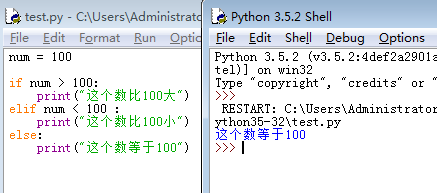 test.py - C:\Users\Administrator
File Edit Format Run Options
num = 100
if num > 100:
print("这个数比100大")
elif num < 100 :
print("这个数比100小")
else:
print("这个数等于100")
Python 3.5.2 Shell
File Edit Shell Debug Options
Python 3.5.2 (v3.5.2:4def2a2901a
tel)] on win32
Type "copyright", "credits" or "
>>>
RESTART: C:\Users\Administrator
ython35-32\test.py
这个数等于100
>>>